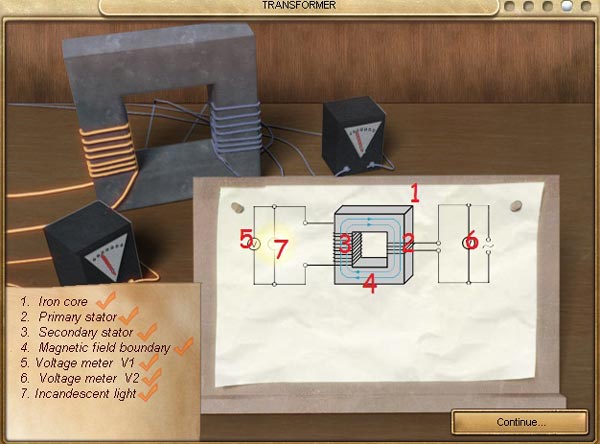 TRANSFORMER
1
5
7
3
2
6
4
1. Iron core
2. Primary stator
3. Secondary stator
4. Magnetic field boundary
5. Voltage meter V1
6. Voltage meter V2
7. Incandescent light
Continue...